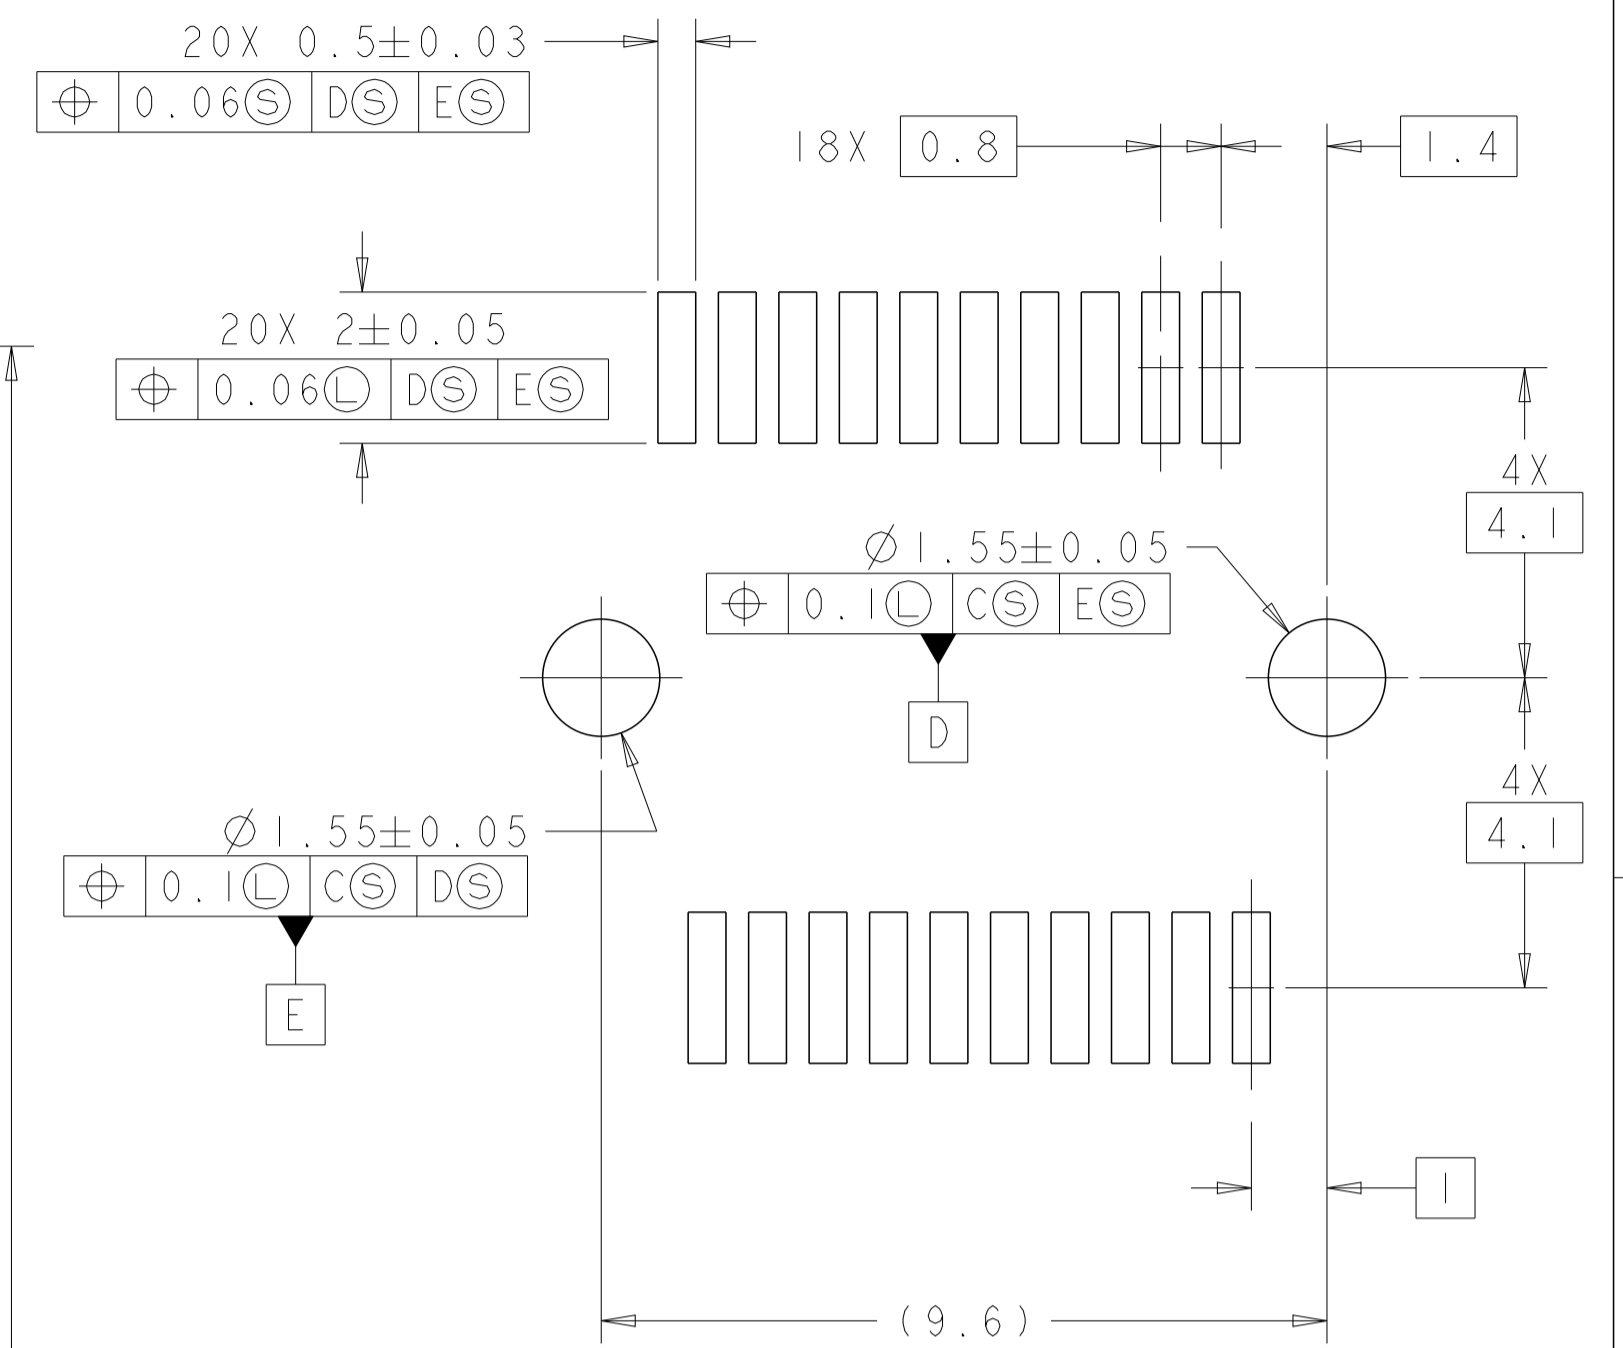 20X 0.5±0.03
⌖ 0.06Ⓢ DⓈ EⓈ
18X 0.8
1.4
20X 2±0.05
⌖ 0.06Ⓛ DⓈ EⓈ
4X
4.1
⌀1.55±0.05
⌖ 0.1Ⓛ CⓈ EⓈ
D
4X
4.1
⌀1.55±0.05
⌖ 0.1Ⓛ CⓈ DⓈ
E
1
(9.6)